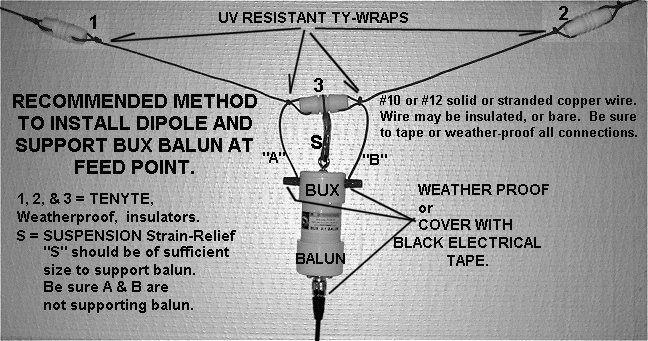 1
UV RESISTANT TY-WRAPS
2
3
RECOMMENDED METHOD
TO INSTALL DIPOLE AND
SUPPORT BUX BALUN AT
FEED POINT.
#10 or #12 solid or stranded copper wire.
Wire may be insulated, or bare. Be sure
to tape or weather-proof all connections.
S
"A"
"B"
1, 2, & 3 = TENYTE,
Weatherproof, insulators.
S = SUSPENSION Strain-Relief
"S" should be of sufficient
size to support balun.
Be sure A & B are
not supporting balun.
BUX
BALUN
WEATHER PROOF
or
COVER WITH
BLACK ELECTRICAL
TAPE.